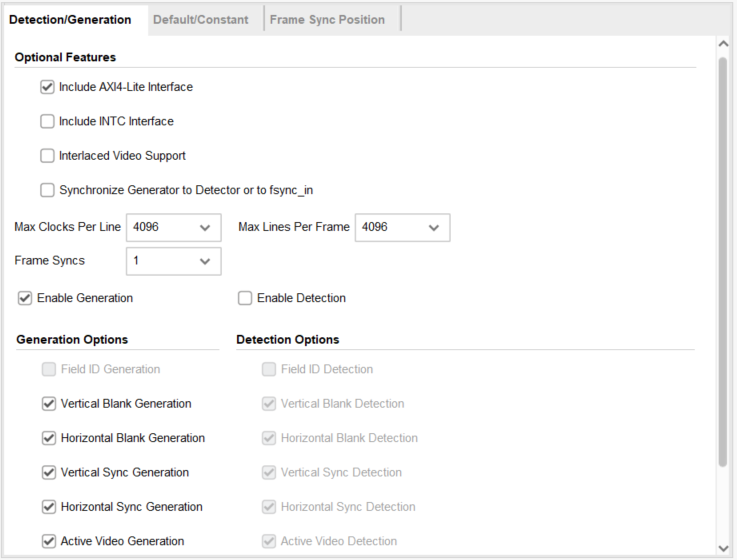 Detection/Generation Default/Constant Frame Sync Position
Optional Features
Include AXI4-Lite Interface
Include INTC Interface
Interlaced Video Support
Synchronize Generator to Detector or to fsync_in
Max Clocks Per Line 4096 Max Lines Per Frame 4096
Frame Syncs 1
Enable Generation Enable Detection
Generation Options Detection Options
Field ID Generation Field ID Detection
Vertical Blank Generation Vertical Blank Detection
Horizontal Blank Generation Horizontal Blank Detection
Vertical Sync Generation Vertical Sync Detection
Horizontal Sync Generation Horizontal Sync Detection
Active Video Generation Active Video Detection